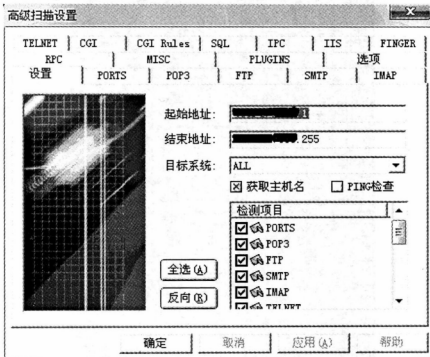 高级扫描设置
TELNET CGI CGI Rules SQL IPC IIS FINGER
RPC MISC PLUGINS 选项
设置 PORTS POP3 FTP SMTP IMAP
起始地址: 1
结束地址: .255
目标系统: ALL
获取主机名 PING检查
检测项目
PORTS
POP3
FTP
SMTP
IMAP
TELNET
全选(A)
反向(R)
确定 取消 应用(A) 帮助